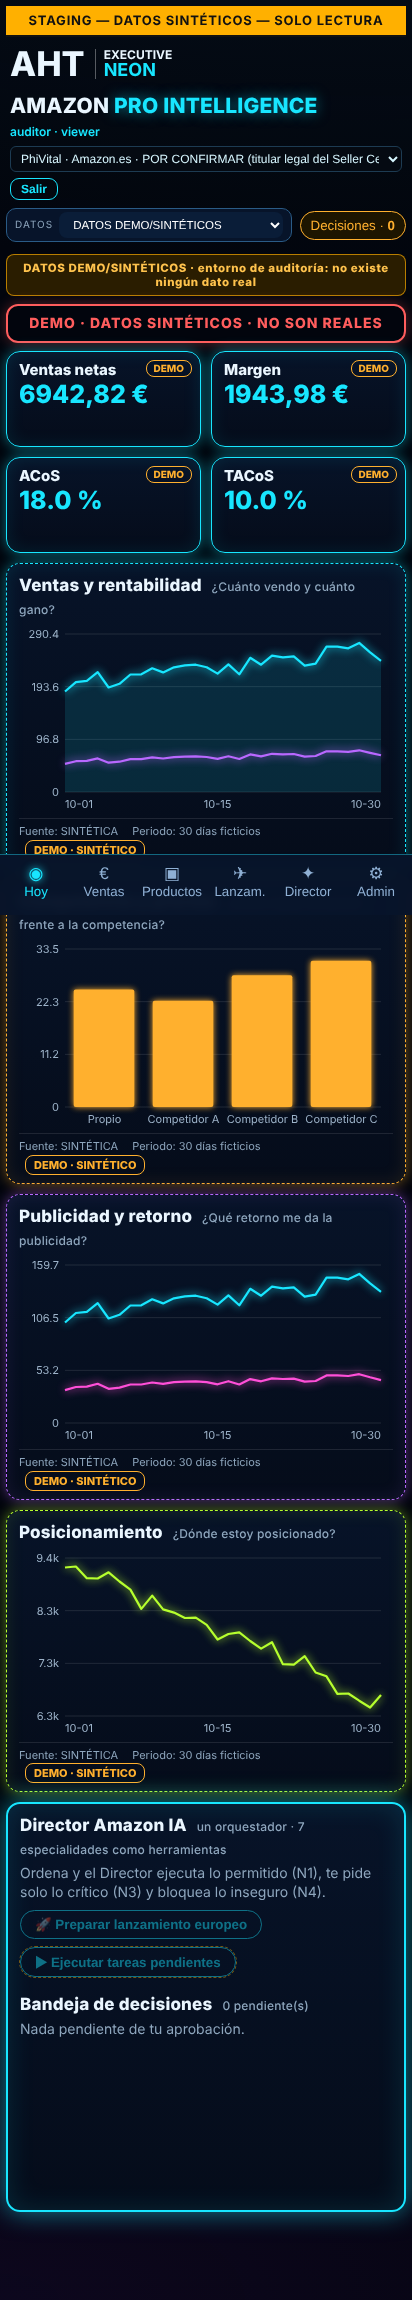 STAGING — DATOS SINTÉTICOS — SOLO LECTURA
AHT
EXECUTIVE
NEON
AMAZON PRO INTELLIGENCE
auditor · viewer
PhiVital · Amazon.es · POR CONFIRMAR (titular legal del Seller Ce
Salir
DATOS DATOS DEMO/SINTÉTICOS
Decisiones · 0
DATOS DEMO/SINTÉTICOS · entorno de auditoría: no existe
ningún dato real
DEMO · DATOS SINTÉTICOS · NO SON REALES
Ventas netas DEMO
6942,82 €
Margen DEMO
1943,98 €
ACoS DEMO
18.0 %
TACoS DEMO
10.0 %
Ventas y rentabilidad ¿Cuánto vendo y cuánto
gano?
290.4
193.6
96.8
0
10-01 10-15 10-30
Fuente: SINTÉTICA Periodo: 30 días ficticios
DEMO · SINTÉTICO
Hoy
€ Ventas
Productos
Lanzam.
Director
Admin
frente a la competencia?
33.5
22.3
11.2
0
Propio Competidor A Competidor B Competidor C
Fuente: SINTÉTICA Periodo: 30 días ficticios
DEMO · SINTÉTICO
Publicidad y retorno ¿Qué retorno me da la
publicidad?
159.7
106.5
53.2
0
10-01 10-15 10-30
Fuente: SINTÉTICA Periodo: 30 días ficticios
DEMO · SINTÉTICO
Posicionamiento ¿Dónde estoy posicionado?
9.4k
8.3k
7.3k
6.3k
10-01 10-15 10-30
Fuente: SINTÉTICA Periodo: 30 días ficticios
DEMO · SINTÉTICO
Director Amazon IA un orquestador · 7
especialidades como herramientas
Ordena y el Director ejecuta lo permitido (N1), te pide
solo lo crítico (N3) y bloquea lo inseguro (N4).
🚀 Preparar lanzamiento europeo
▶ Ejecutar tareas pendientes
Bandeja de decisiones 0 pendiente(s)
Nada pendiente de tu aprobación.